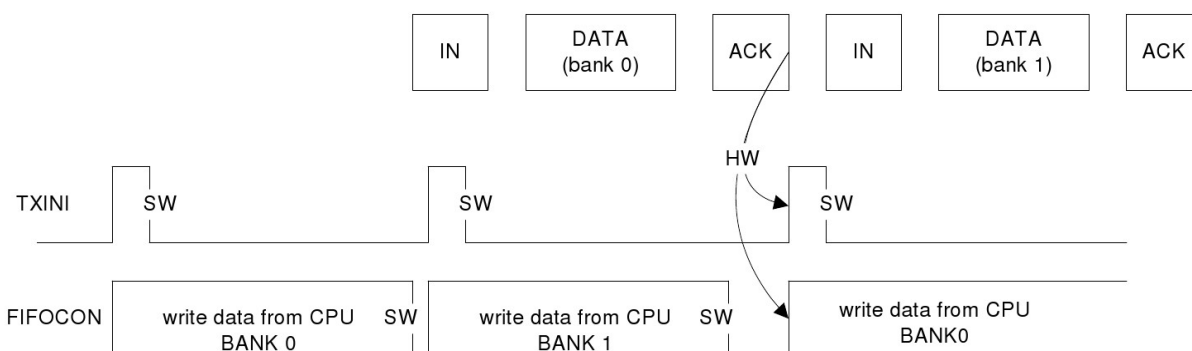 IN
DATA
(bank 0)
ACK
IN
DATA
(bank 1)
ACK
HW
TXINI
SW
SW
SW
FIFOCON
write data from CPU
BANK 0
SW
write data from CPU
BANK 1
SW
write data from CPU
BANK0